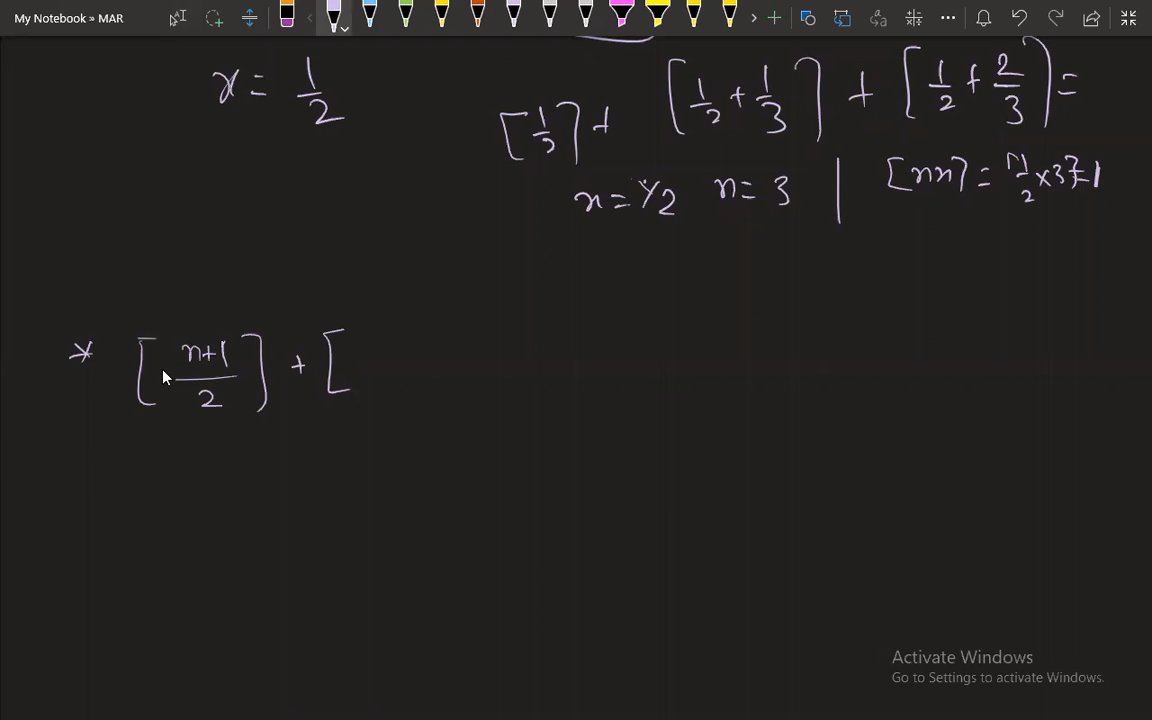 My Notebook » MAR
x = 1/2
[1/2] + [1/2 + 1/3] + [1/2 + 2/3] =
x = 1/2 n = 3 | [nx] = [1/2 × 3] = 1
* [n+1/2] + [
Activate Windows
Go to Settings to activate Windows.